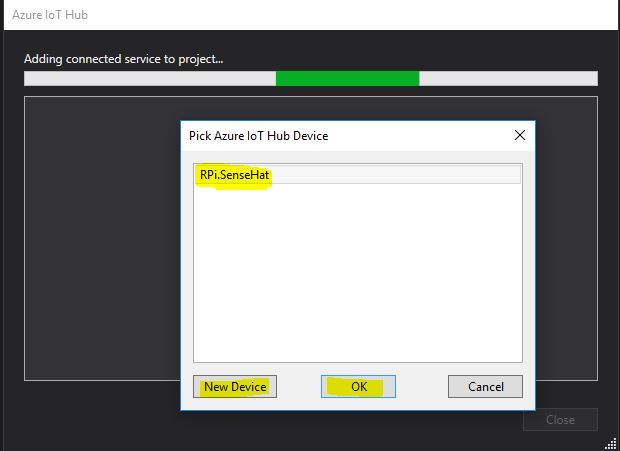 Azure IoT Hub
Adding connected service to project...
Pick Azure IoT Hub Device
RPi.SenseHat
New Device
OK
Cancel
Close